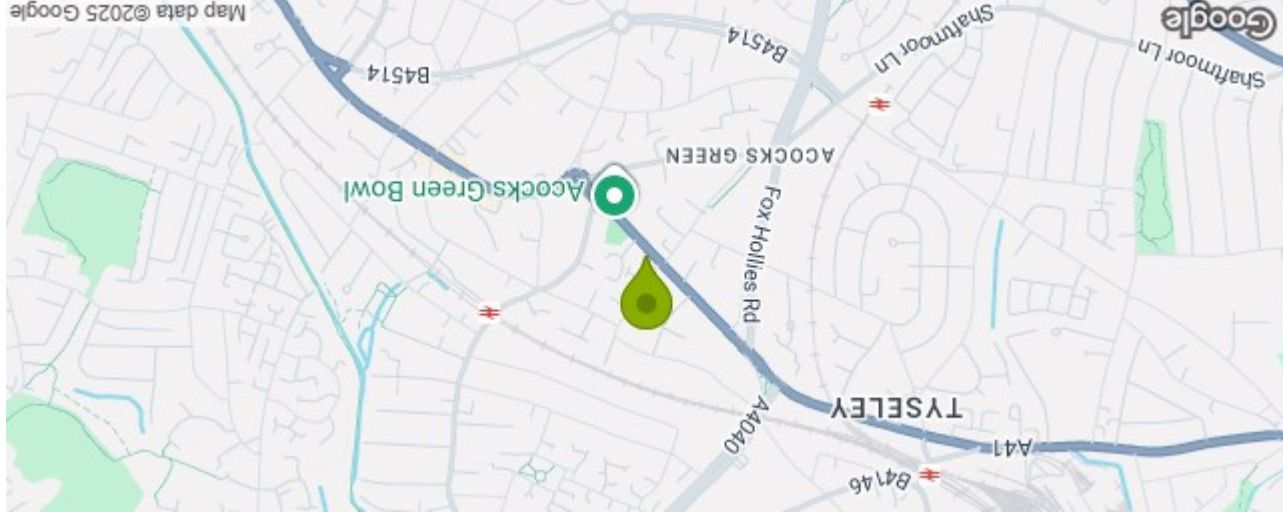 B4146
A41
A4040
TYSELEY
Fox Hollies Rd
Acocks Green Bowl
ACOCKS GREEN
B4514
B4514
Shaftmoor Ln
Shaftmoor Ln
Google
Map data ©2025 Google